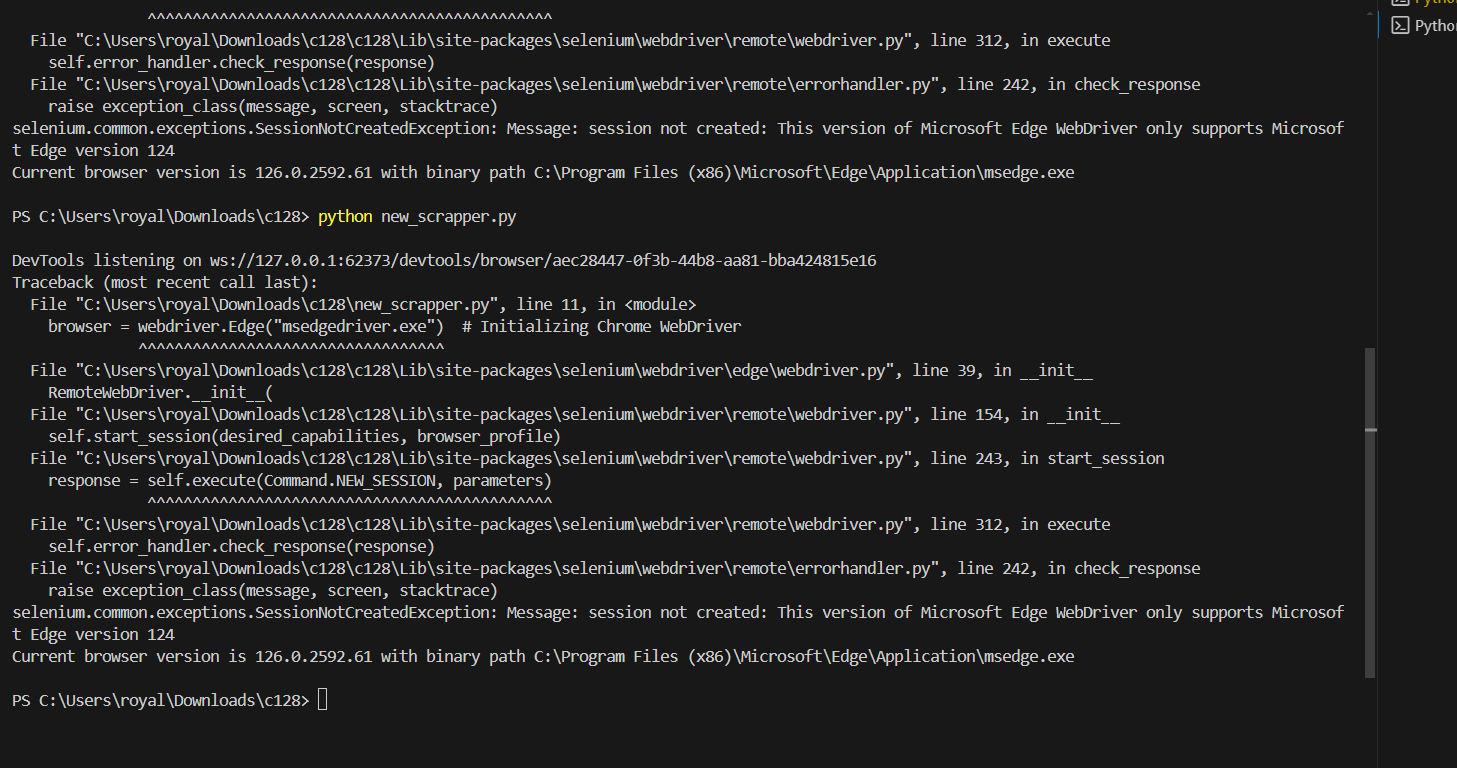 ^^^^^^^^^^^^^^^^^^^^^^^^^^^^^^^^^^^^^^^^^^^^^
  File "C:\Users\royal\Downloads\c128\c128\Lib\site-packages\selenium\webdriver\remote\webdriver.py", line 312, in execute
    self.error_handler.check_response(response)
  File "C:\Users\royal\Downloads\c128\c128\Lib\site-packages\selenium\webdriver\remote\errorhandler.py", line 242, in check_response
    raise exception_class(message, screen, stacktrace)
selenium.common.exceptions.SessionNotCreatedException: Message: session not created: This version of Microsoft Edge WebDriver only supports Microsof
t Edge version 124
Current browser version is 126.0.2592.61 with binary path C:\Program Files (x86)\Microsoft\Edge\Application\msedge.exe
PS C:\Users\royal\Downloads\c128> python new_scrapper.py
DevTools listening on ws://127.0.0.1:62373/devtools/browser/aec28447-0f3b-44b8-aa81-bba424815e16
Traceback (most recent call last):
  File "C:\Users\royal\Downloads\c128\new_scrapper.py", line 11, in <module>
    browser = webdriver.Edge("msedgedriver.exe")  # Initializing Chrome WebDriver
              ^^^^^^^^^^^^^^^^^^^^^^^^^^^^^^^^^^
  File "C:\Users\royal\Downloads\c128\c128\Lib\site-packages\selenium\webdriver\edge\webdriver.py", line 39, in __init__
    RemoteWebDriver.__init__(
  File "C:\Users\royal\Downloads\c128\c128\Lib\site-packages\selenium\webdriver\remote\webdriver.py", line 154, in __init__
    self.start_session(desired_capabilities, browser_profile)
  File "C:\Users\royal\Downloads\c128\c128\Lib\site-packages\selenium\webdriver\remote\webdriver.py", line 243, in start_session
    response = self.execute(Command.NEW_SESSION, parameters)
               ^^^^^^^^^^^^^^^^^^^^^^^^^^^^^^^^^^^^^^^^^^^^^
  File "C:\Users\royal\Downloads\c128\c128\Lib\site-packages\selenium\webdriver\remote\webdriver.py", line 312, in execute
    self.error_handler.check_response(response)
  File "C:\Users\royal\Downloads\c128\c128\Lib\site-packages\selenium\webdriver\remote\errorhandler.py", line 242, in check_response
    raise exception_class(message, screen, stacktrace)
selenium.common.exceptions.SessionNotCreatedException: Message: session not created: This version of Microsoft Edge WebDriver only supports Microsof
t Edge version 124
Current browser version is 126.0.2592.61 with binary path C:\Program Files (x86)\Microsoft\Edge\Application\msedge.exe
PS C:\Users\royal\Downloads\c128>
Pytho